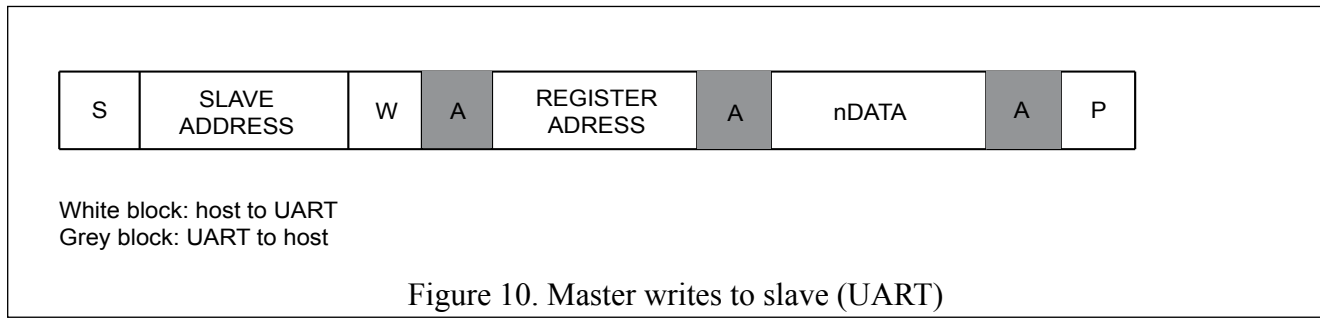 S
SLAVE
ADDRESS
W
A
REGISTER
ADRESS
A
nDATA
A
P
White block: host to UART
Grey block: UART to host
Figure 10. Master writes to slave (UART)